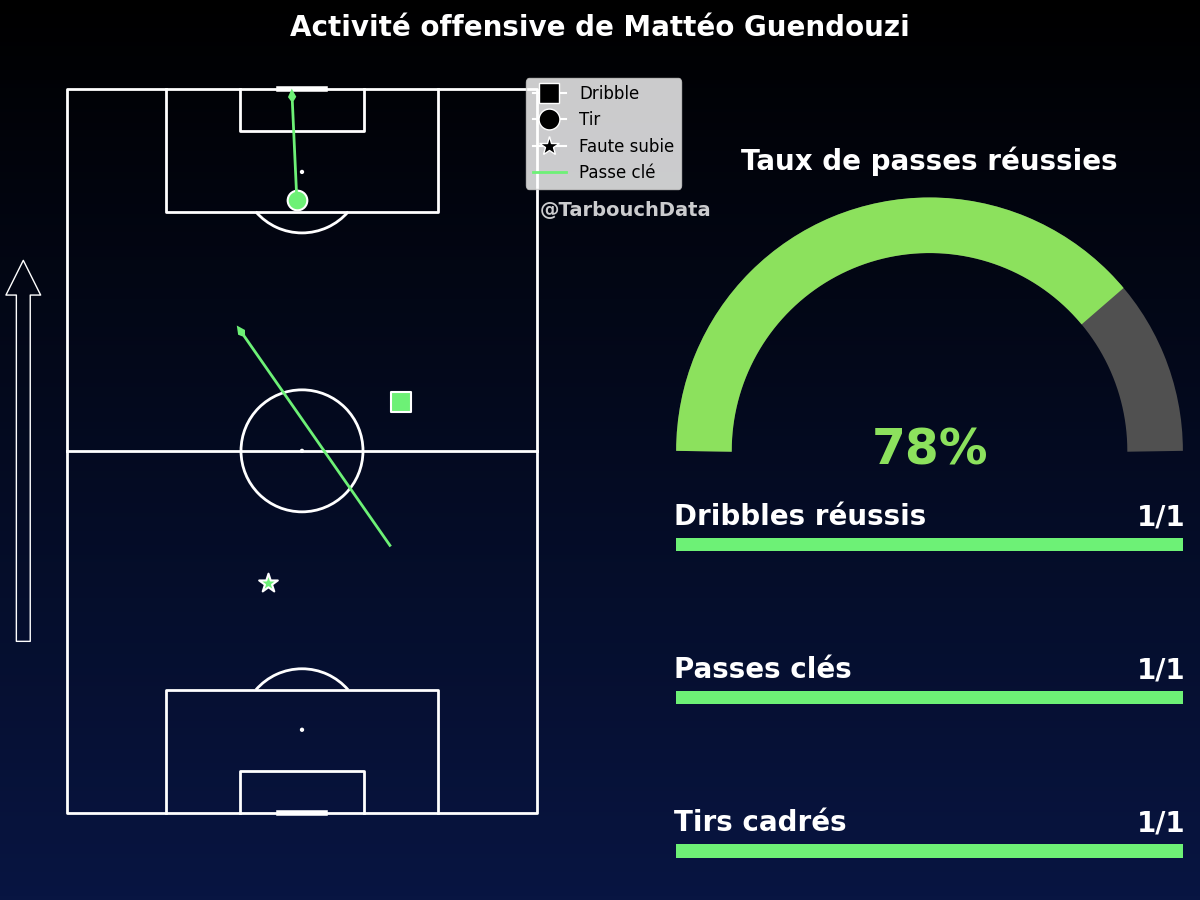 Activité offensive de Mattéo Guendouzi
Dribble
Tir
Faute subie
Passe clé
@TarbouchData
Taux de passes réussies
78%
Dribbles réussis 1/1
Passes clés 1/1
Tirs cadrés 1/1